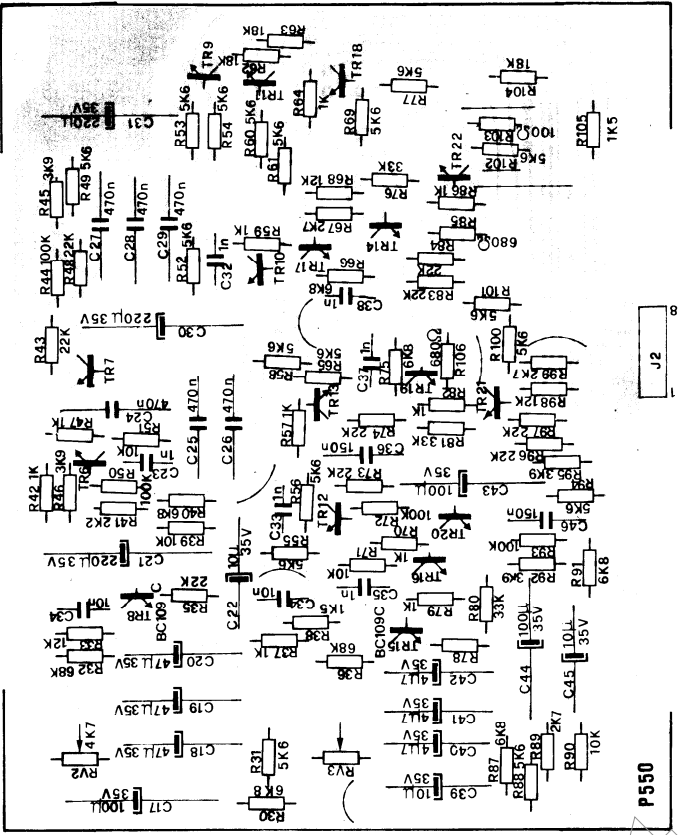 R63
18K
TR9
18K
R62
TR18
TR11
5K6
R77
18K
R104
35V
220µ
C31
R53
5K6
R54
5K6
R60
5K6
R61
5K6
R64
1K
R69
5K6
TR22
R103
100Ω
5K6
R102
R105
1K5
R45
3K9
R49
5K6
C27
470n
C28
470n
C29
470n
R68 12K
R67 2K7
33K
R76
R86 1K
R85
680Ω
TR14
R44 100K
R48 22K
R52
5K6
C32
1n
R59 1K
TR10
TR17
R66
6K8
1n
C38
R84
22K
R83 22K
R101
5K6
8
J2
1
R43
22K
220µ 35V
C30
TR7
5K6
R58
5K6
R65
C37
1n
R75
6K8
680Ω
R106
R100
5K6
R99 2K7
R98 12K
R97 22K
R96 22K
R95 3K9
R94
5K6
470n
C24
R47 1K
R51
10K
C25
470n
C26
470n
TR13
R57 1K
TR19
R82
1K
R81 33K
TR21
R74 22K
C36
150n
R73 22K
35V
100µ
C43
R42 1K
R46
3K9
TR6
1n
C23
R50
100K
R41 2K2
R40 6K8
R39
10K
R56
5K6
C33
1n
TR12
R72
100K
TR20
150n
C46
220µ 35V
C21
10µ
35V
C22
R55
5K6
R70
1K
R71
10K
TR16
100K
R93
R92
3K9
R91
6K8
C34
10n
TR8
BC109 C
22K
R35
10n
C34
1K5
R38
1n
C35
1K
R79
R80
33K
BC109C
TR15
100µ
35V
C44
10µ
35V
C45
12K
R33
R32
68K
47µ 35V
C20
R37 1K
68K
R36
R78
35V
4µ7
C42
47µ 35V
C19
35V
4µ7
C41
4K7
RV2
47µ 35V
C18
R31
5K6
RV3
35V
4µ7
C40
R87
6K8
R88
5K6
R89
2K7
R90
10K
35V
100µ
C17
6K8
R30
35V
10µ
C39
P550